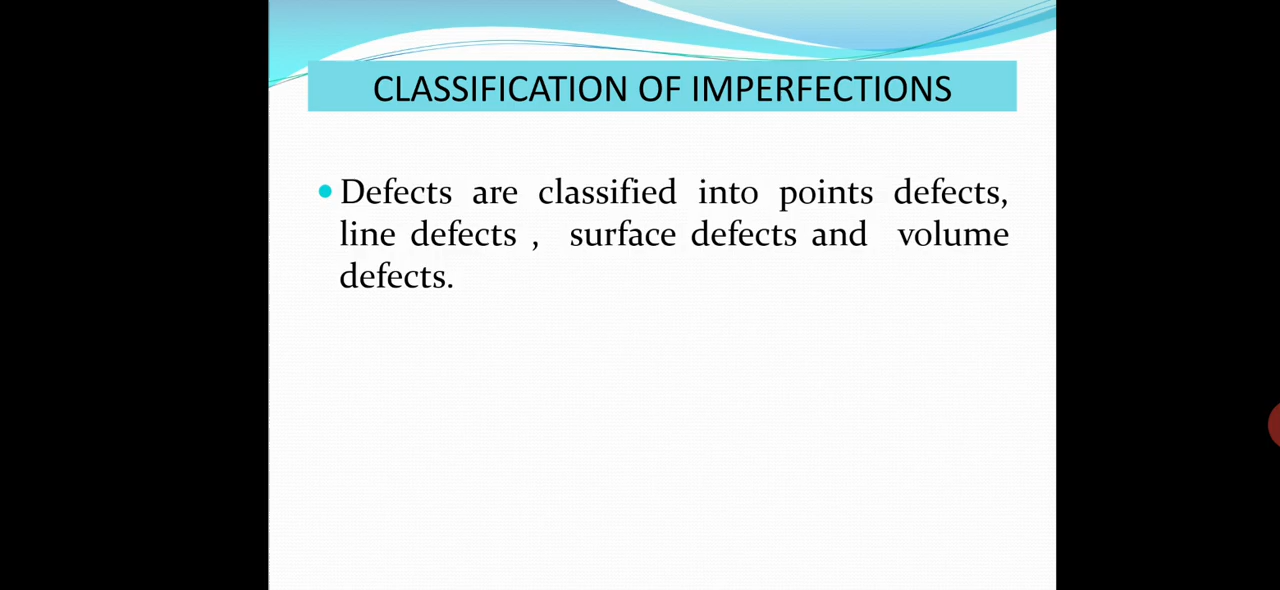 CLASSIFICATION OF IMPERFECTIONS
Defects are classified into points defects,
line defects , surface defects and volume
defects.